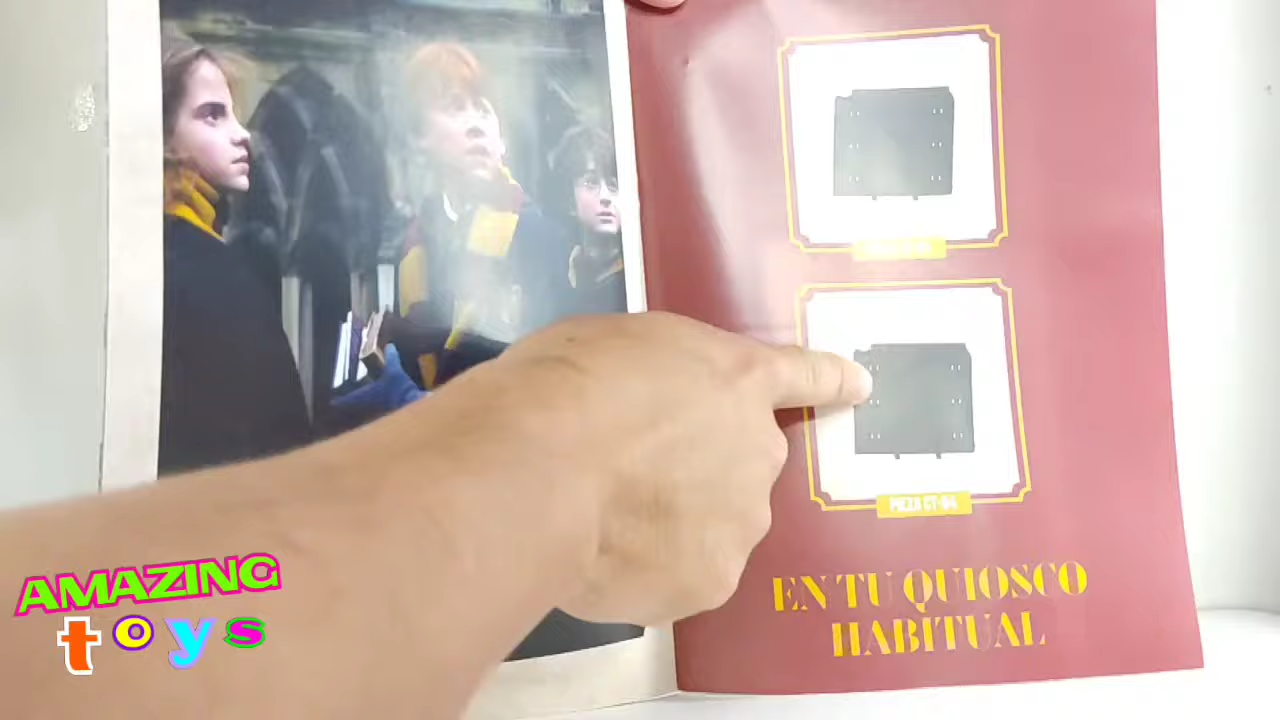 PIEZA CT-04
EN TU QUIOSCO
HABITUAL
AMAZING
toys